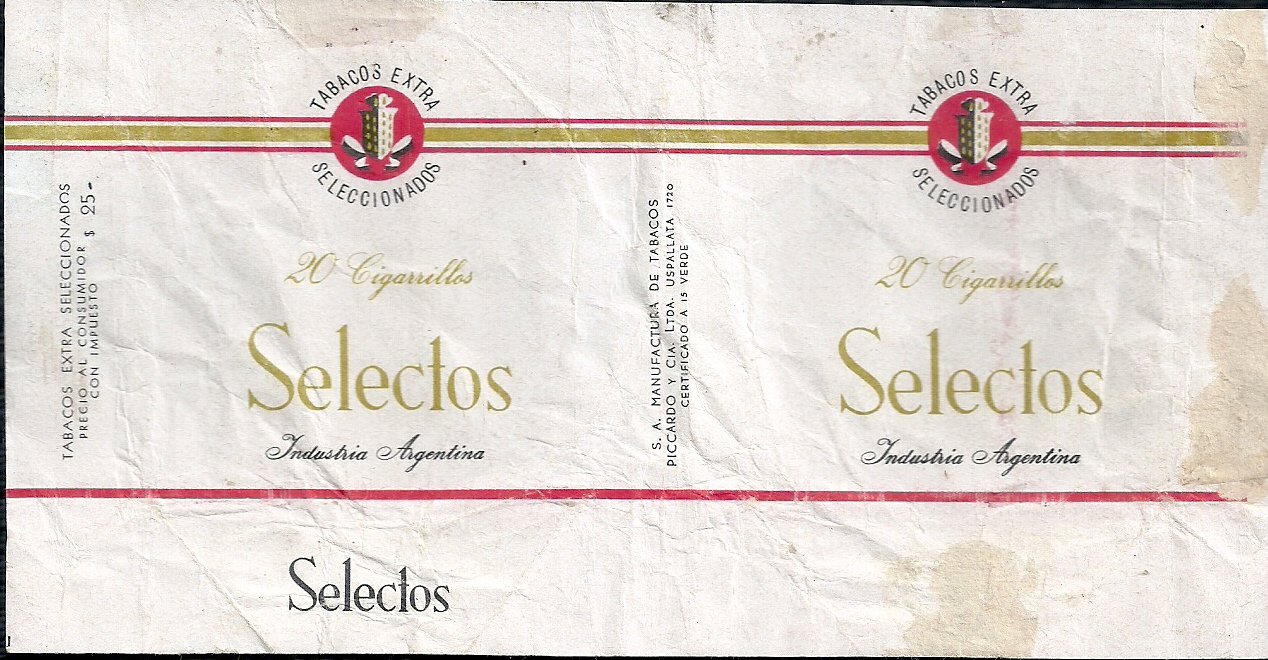 TABACOS EXTRA
SELECCIONADOS
TABACOS EXTRA SELECCIONADOS
PRECIO AL CONSUMIDOR $ 25-
CON IMPUESTO
20 Cigarrillos
Selectos
Industria Argentina
S. A. MANUFACTURA DE TABACOS
PICCARDO Y CIA. LTDA. USPALLATA 1720
CERTIFICADO A 15 VERDE
TABACOS EXTRA
SELECCIONADOS
20 Cigarrillos
Selectos
Industria Argentina
Selectos